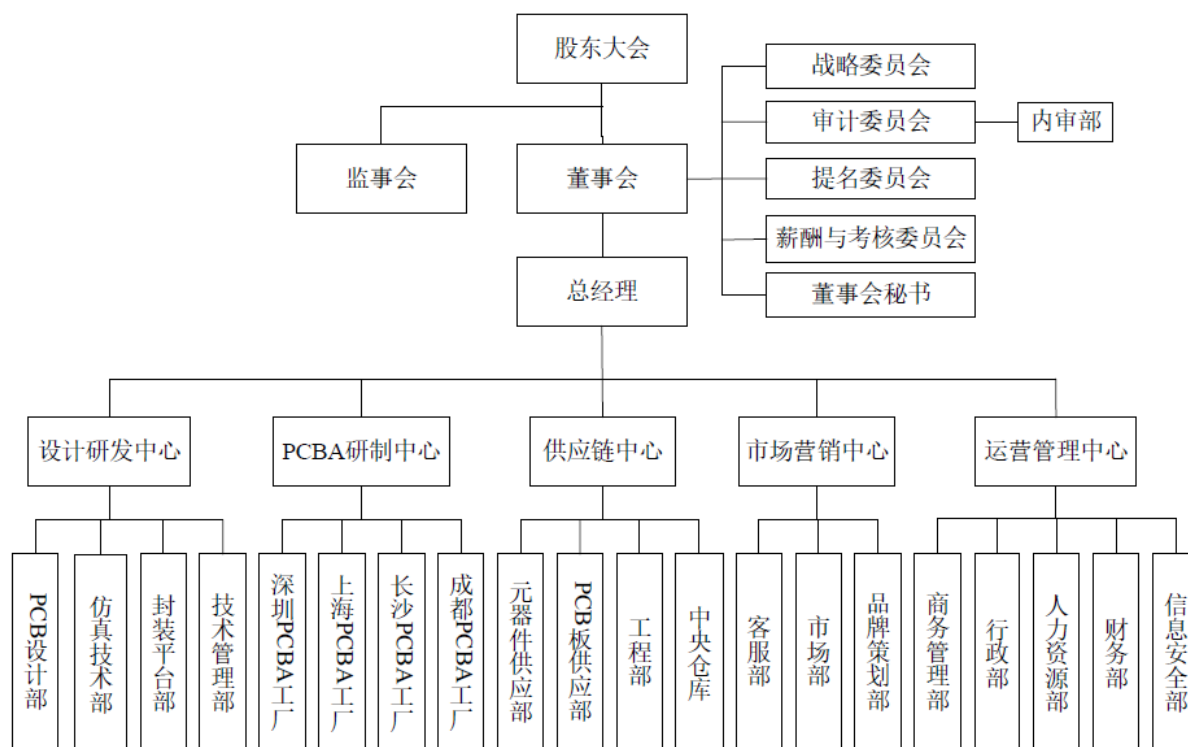 股东大会
战略委员会
审计委员会
内审部
监事会
董事会
提名委员会
薪酬与考核委员会
总经理
董事会秘书
设计研发中心
PCBA研制中心
供应链中心
市场营销中心
运营管理中心
PCB设计部
仿真技术部
封装平台部
技术管理部
深圳PCBA工厂
上海PCBA工厂
长沙PCBA工厂
成都PCBA工厂
元器件供应部
PCB板供应部
工程部
中央仓库
客服部
市场部
品牌策划部
商务管理部
行政部
人力资源部
财务部
信息安全部